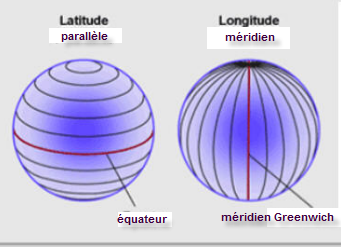 Latitude
parallèle
Longitude
méridien
équateur
méridien Greenwich